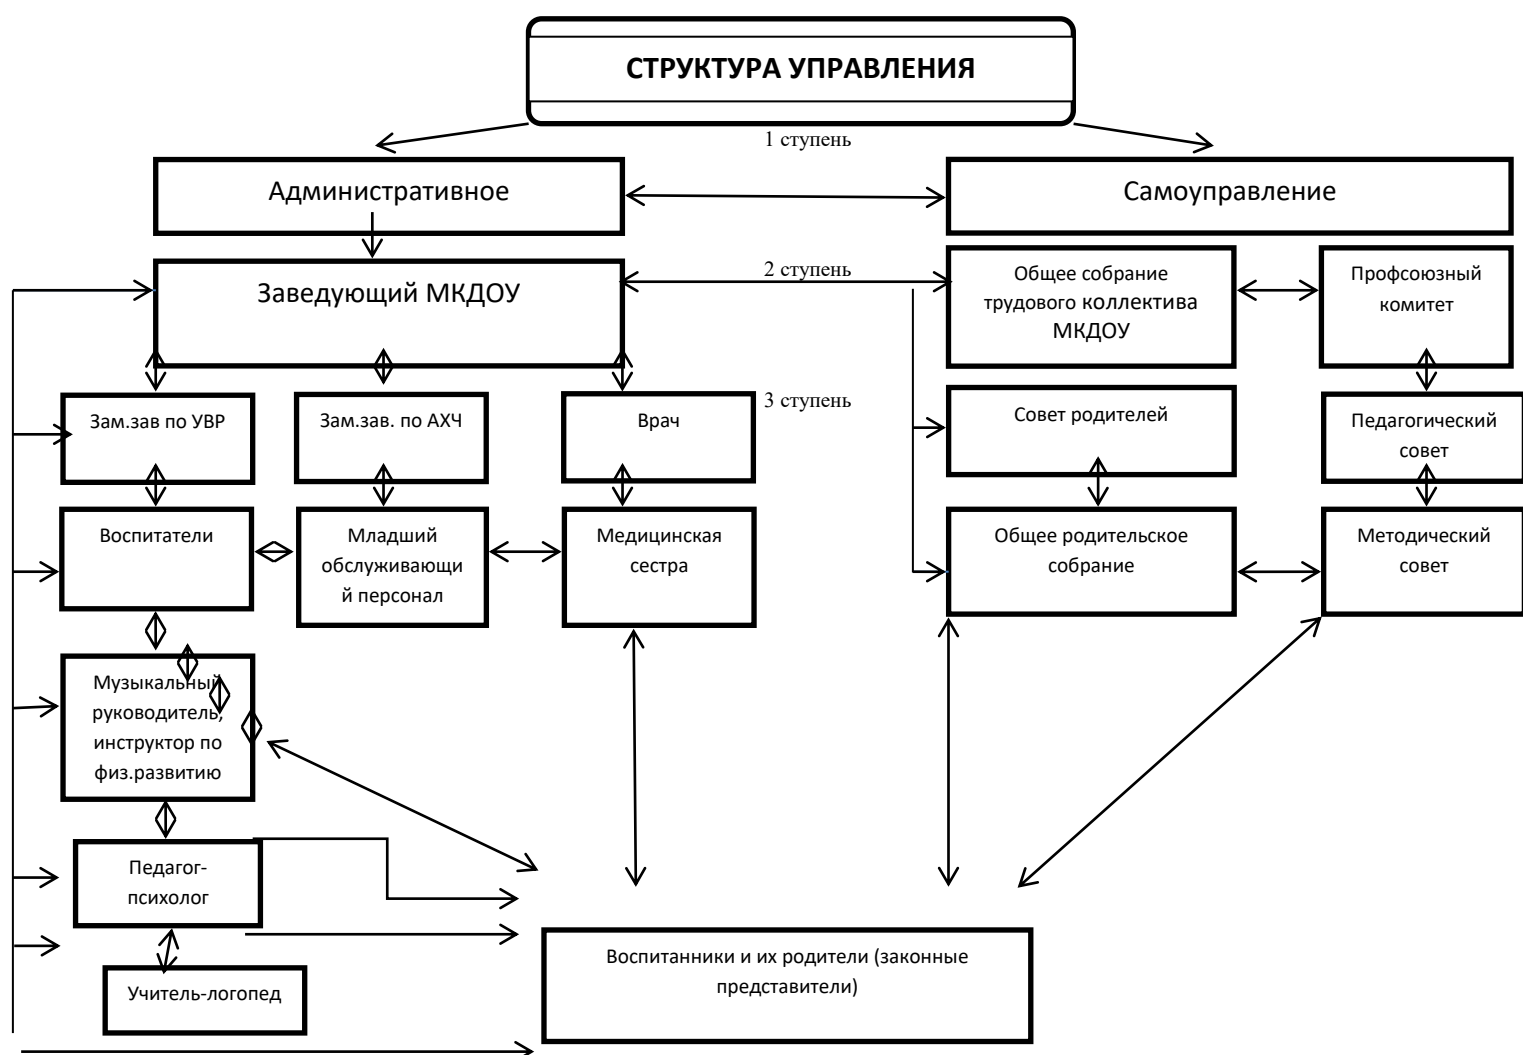 СТРУКТУРА УПРАВЛЕНИЯ
1 ступень
Административное
Самоуправление
2 ступень
Заведующий МКДОУ
Общее собрание
трудового коллектива
МКДОУ
Профсоюзный
комитет
3 ступень
Зам.зав по УВР
Зам.зав. по АХЧ
Врач
Совет родителей
Педагогический
совет
Воспитатели
Младший
обслуживающи
й персонал
Медицинская
сестра
Общее родительское
собрание
Методический
совет
Музыкальный
руководитель,
инструктор по
физ.развитию
Педагог-
психолог
Воспитанники и их родители (законные
представители)
Учитель-логопед